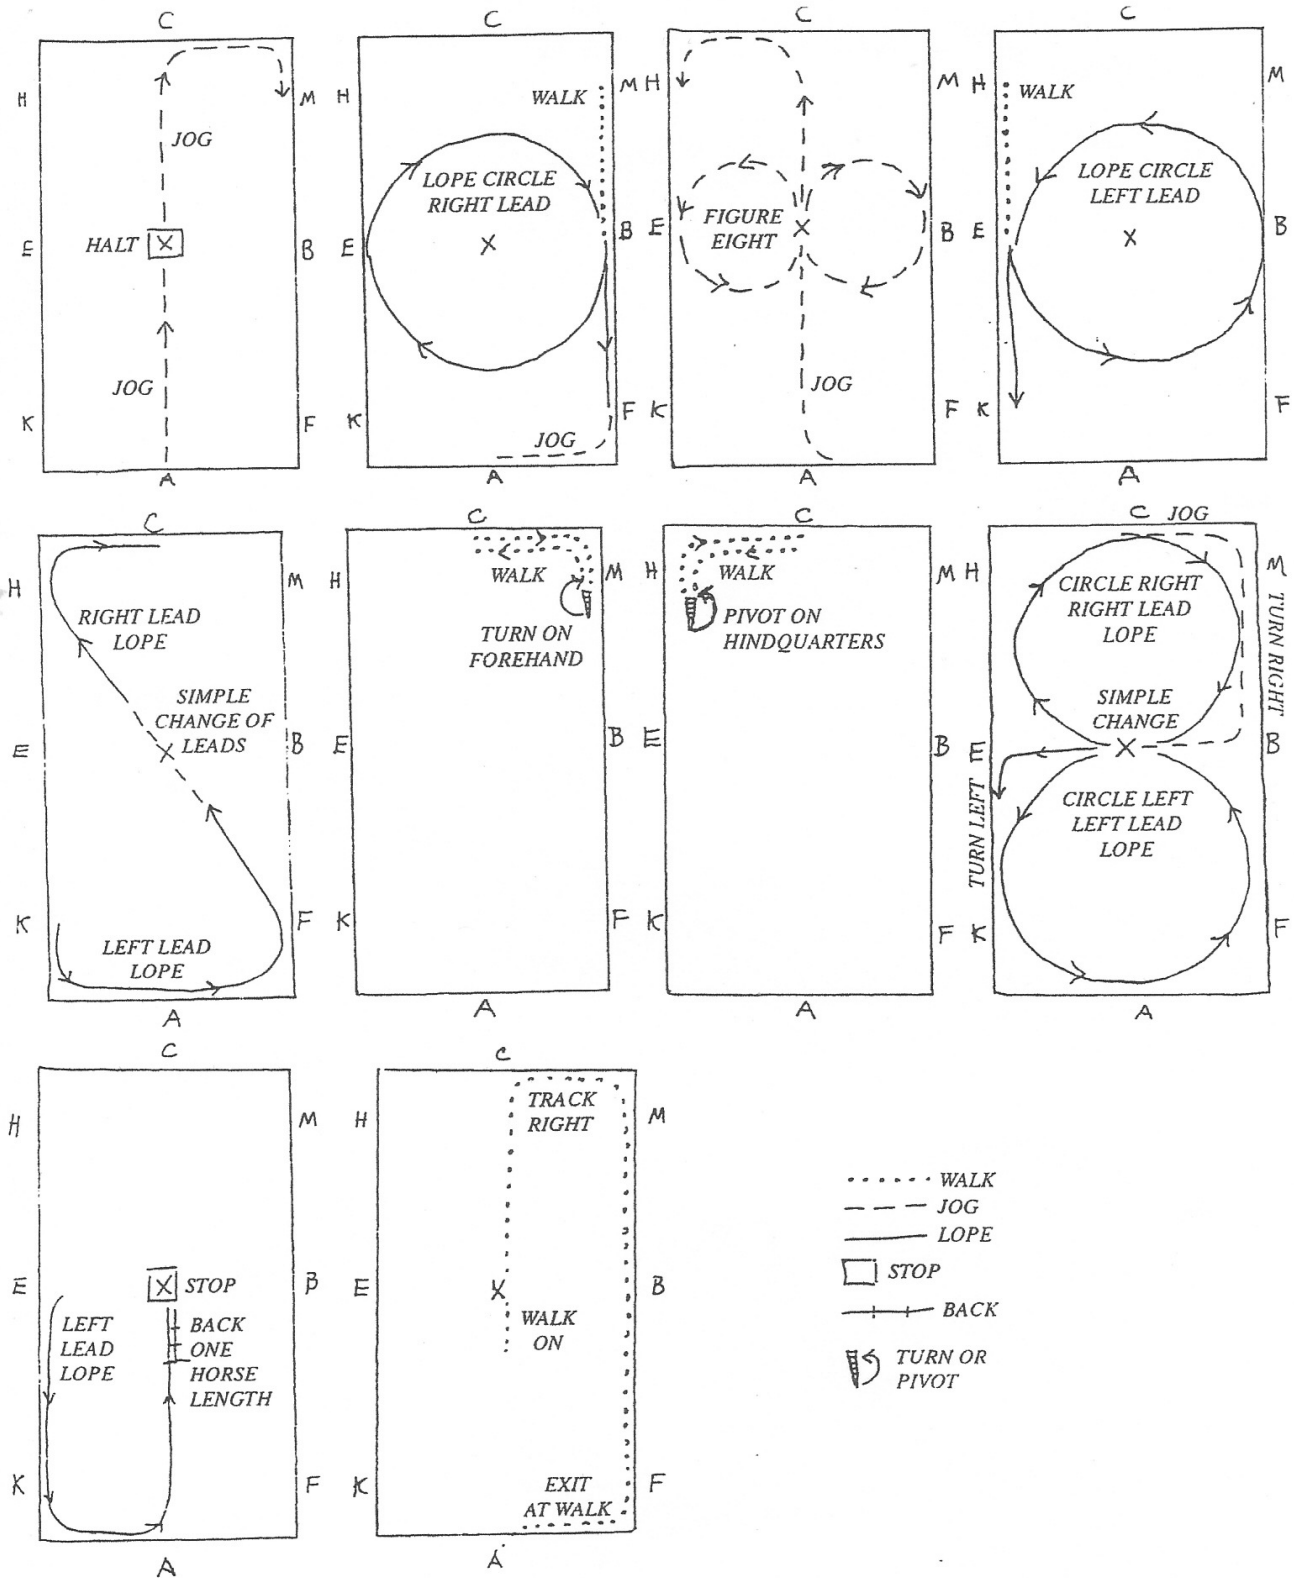 C
H
M
JOG
HALT
X
E
B
JOG
K
F
A
C
H
M
WALK
LOPE CIRCLE
RIGHT LEAD
E
X
B
K
F
JOG
A
C
H
M
FIGURE
EIGHT
X
E
B
JOG
K
F
A
C
H
M
WALK
LOPE CIRCLE
LEFT LEAD
E
X
B
K
F
A
C
H
M
RIGHT LEAD
LOPE
SIMPLE
CHANGE OF
LEADS
E
X
B
K
F
LEFT LEAD
LOPE
A
C
H
M
WALK
TURN ON
FOREHAND
E
B
K
F
A
C
H
M
WALK
PIVOT ON
HINDQUARTERS
E
B
K
F
A
C
JOG
H
M
CIRCLE RIGHT
RIGHT LEAD
LOPE
TURN RIGHT
SIMPLE
CHANGE
E
X
B
TURN LEFT
CIRCLE LEFT
LEFT LEAD
LOPE
K
F
A
C
H
M
E
X
STOP
B
LEFT
LEAD
LOPE
BACK
ONE
HORSE
LENGTH
K
F
A
C
H
M
TRACK
RIGHT
E
X
B
WALK
ON
K
F
EXIT
AT WALK
A
WALK
JOG
LOPE
STOP
BACK
TURN OR
PIVOT